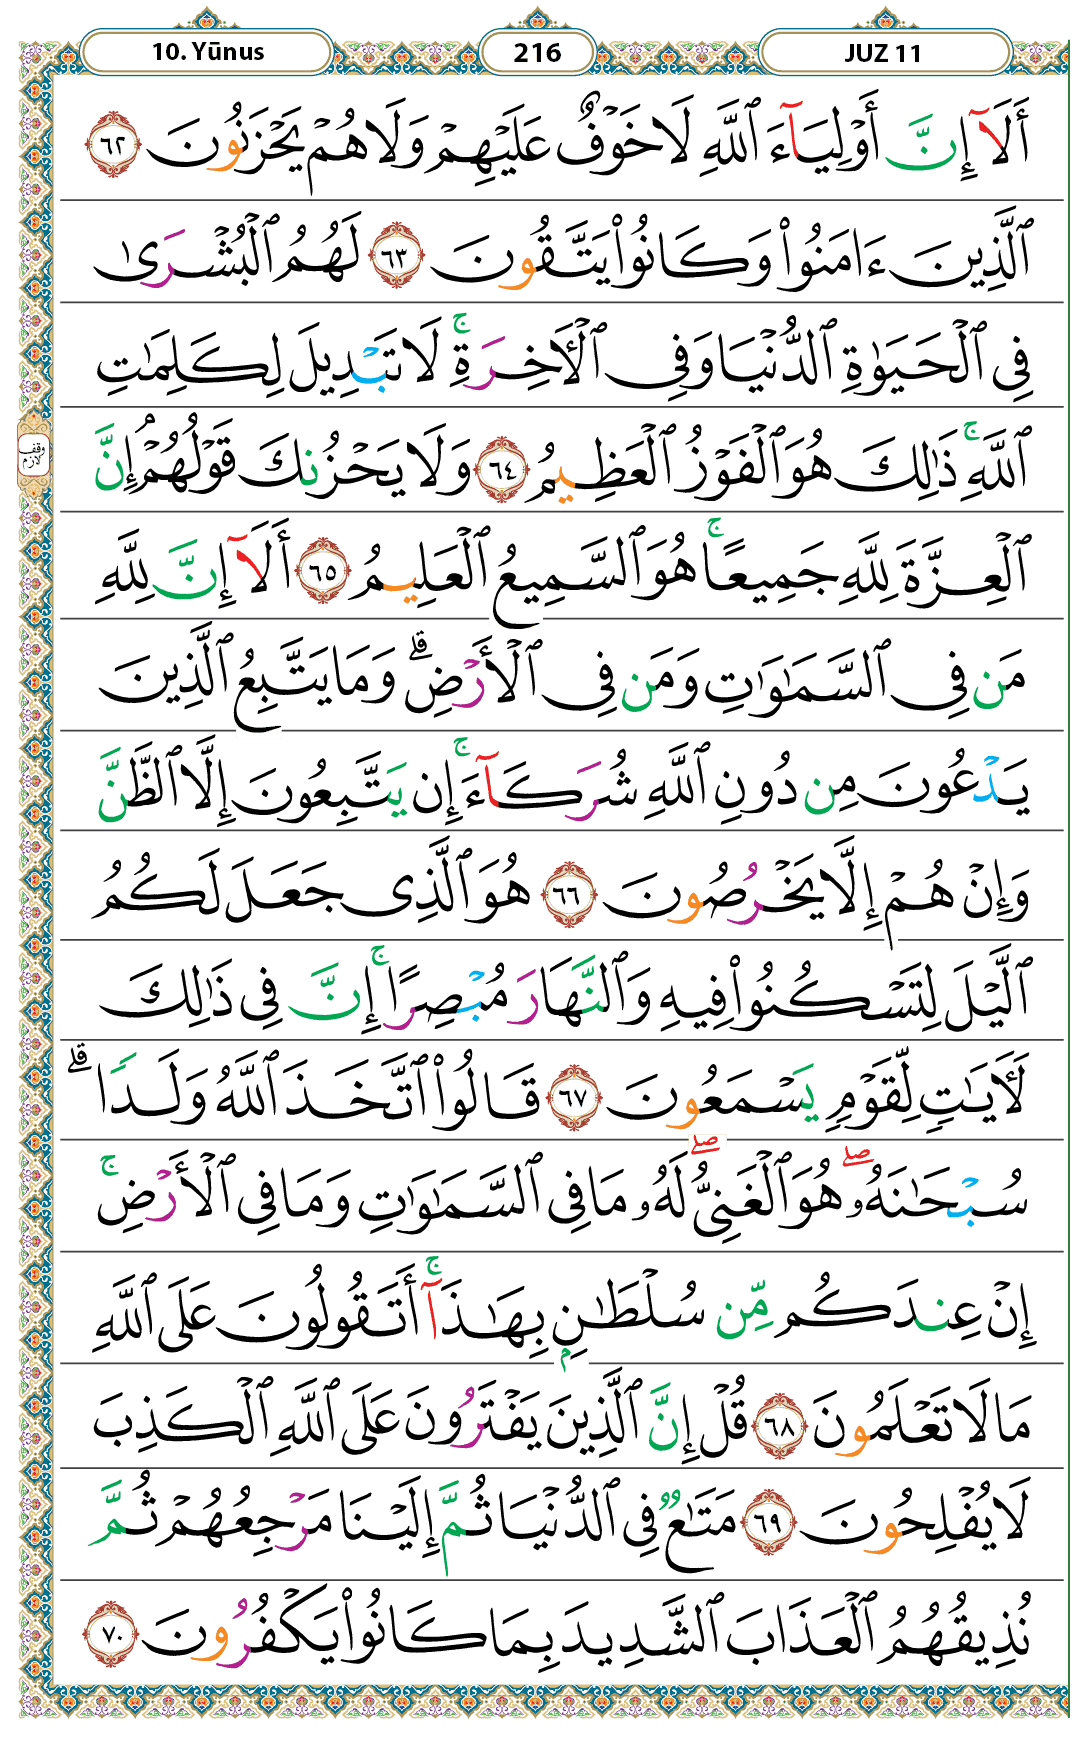 10. Yūnus 216 JUZ 11
أَلَآ إِنَّ أَوْلِيَآءَ ٱللَّهِ لَا خَوْفٌ عَلَيْهِمْ وَلَا هُمْ يَحْزَنُونَ ٦٢
ٱلَّذِينَ ءَامَنُوا۟ وَكَانُوا۟ يَتَّقُونَ ٦٣ لَهُمُ ٱلْبُشْرَىٰ
فِى ٱلْحَيَوٰةِ ٱلدُّنْيَا وَفِى ٱلْأَخِرَةِ ۚ لَا تَبْدِيلَ لِكَلِمَٰتِ
ٱللَّهِ ۚ ذَٰلِكَ هُوَ ٱلْفَوْزُ ٱلْعَظِيمُ ٦٤ وَلَا يَحْزُنكَ قَوْلُهُمْ ۘ إِنَّ
وقف لازم
ٱلْعِزَّةَ لِلَّهِ جَمِيعًا ۚ هُوَ ٱلسَّمِيعُ ٱلْعَلِيمُ ٦٥ أَلَآ إِنَّ لِلَّهِ
مَن فِى ٱلسَّمَٰوَٰتِ وَمَن فِى ٱلْأَرْضِ ۗ وَمَا يَتَّبِعُ ٱلَّذِينَ
يَدْعُونَ مِن دُونِ ٱللَّهِ شُرَكَآءَ ۚ إِن يَتَّبِعُونَ إِلَّا ٱلظَّنَّ
وَإِنْ هُمْ إِلَّا يَخْرُصُونَ ٦٦ هُوَ ٱلَّذِى جَعَلَ لَكُمُ
ٱلَّيْلَ لِتَسْكُنُوا۟ فِيهِ وَٱلنَّهَارَ مُبْصِرًا ۚ إِنَّ فِى ذَٰلِكَ
لَأَيَٰتٍ لِّقَوْمٍ يَسْمَعُونَ ٦٧ قَالُوا۟ ٱتَّخَذَ ٱللَّهُ وَلَدًا ۗ
سُبْحَٰنَهُۥ ۖ هُوَ ٱلْغَنِىُّ ۖ لَهُۥ مَا فِى ٱلسَّمَٰوَٰتِ وَمَا فِى ٱلْأَرْضِ ۚ
إِنْ عِندَكُم مِّن سُلْطَٰنٍۭ بِهَٰذَآ ۚ أَتَقُولُونَ عَلَى ٱللَّهِ
مَا لَا تَعْلَمُونَ ٦٨ قُلْ إِنَّ ٱلَّذِينَ يَفْتَرُونَ عَلَى ٱللَّهِ ٱلْكَذِبَ
لَا يُفْلِحُونَ ٦٩ مَتَٰعٌ فِى ٱلدُّنْيَا ثُمَّ إِلَيْنَا مَرْجِعُهُمْ ثُمَّ
نُذِيقُهُمُ ٱلْعَذَابَ ٱلشَّدِيدَ بِمَا كَانُوا۟ يَكْفُرُونَ ٧٠